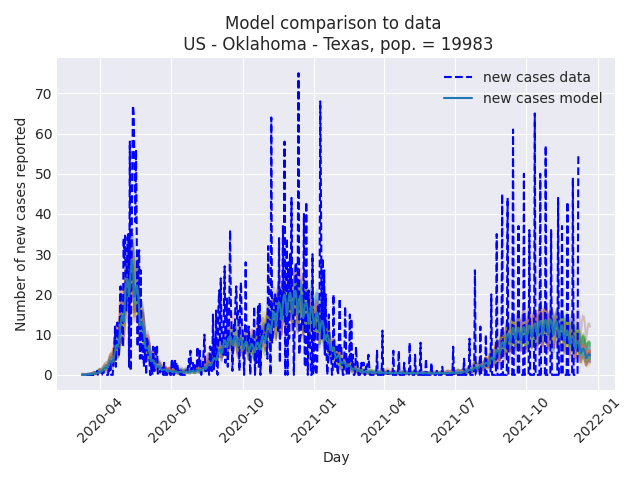 Model comparison to data
US - Oklahoma - Texas, pop. = 19983
new cases data
new cases model
Number of new cases reported
70
60
50
40
30
20
10
0
2020-04
2020-07
2020-10
2021-01
2021-04
2021-07
2021-10
2022-01
Day